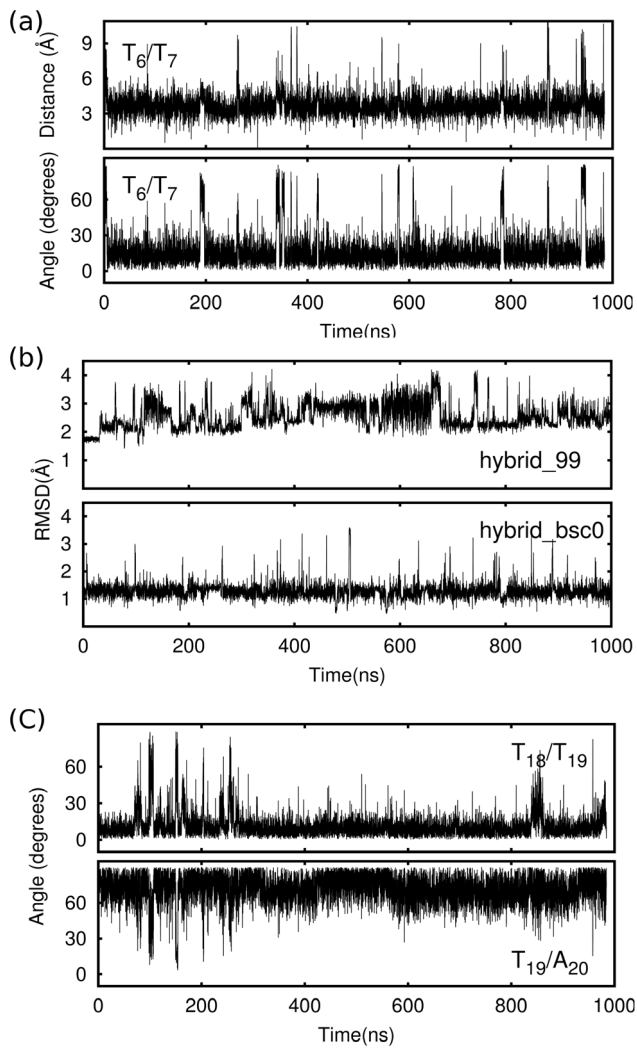 (a)
9
6
3
Distance (Å)
T6/T7
60
30
0
Angle (degrees)
T6/T7
0 200 400 600 800 1000
Time(ns)
(b)
4
3
2
1
hybrid_99
RMSD(Å)
4
3
2
1
hybrid_bsc0
0 200 400 600 800 1000
Time(ns)
(C)
60
30
0
T18/T19
Angle (degrees)
60
30
0
T19/A20
0 200 400 600 800 1000
Time(ns)